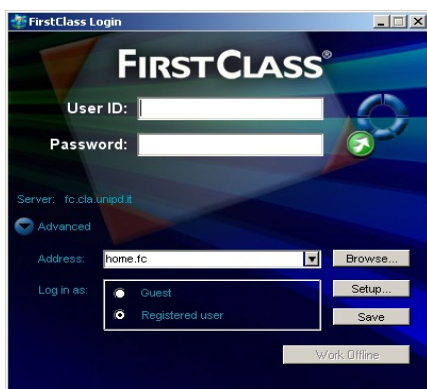 FirstClass Login
FIRSTCLASS®
User ID:
Password:
Server: fc.cla.unipd.it
Advanced
Address: home.fc Browse...
Log in as: Guest Setup...
Registered user Save
Work Offline